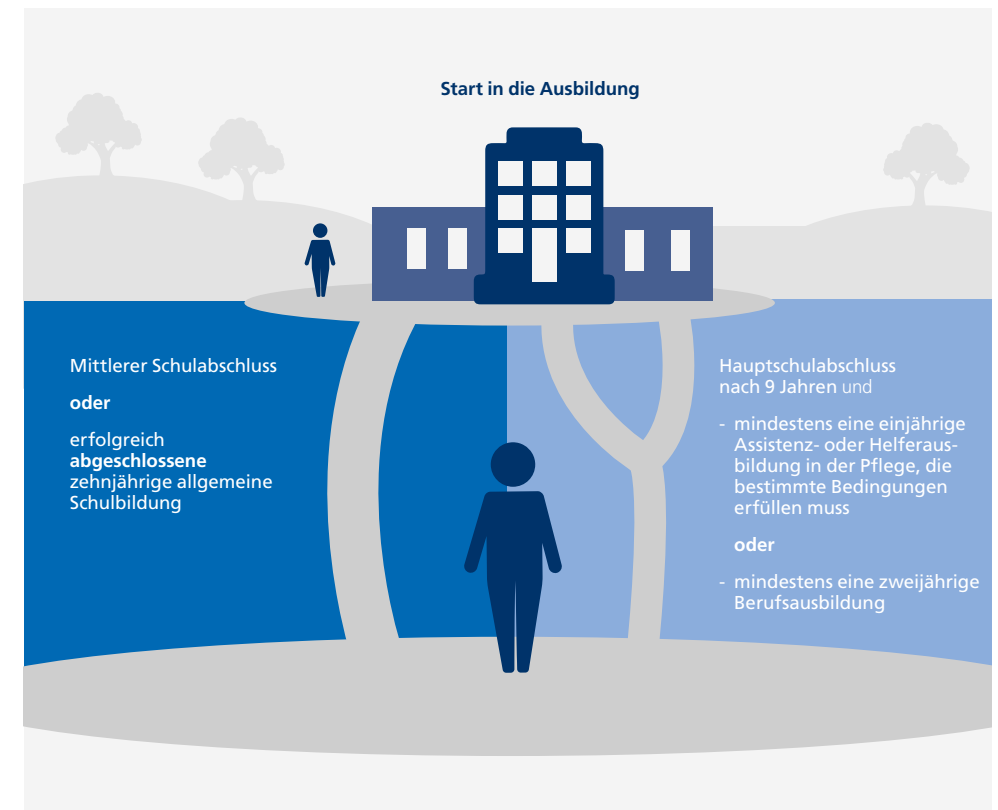 Start in die Ausbildung
Mittlerer Schulabschluss
oder
erfolgreich
abgeschlossene
zehnjährige allgemeine
Schulbildung
Hauptschulabschluss
nach 9 Jahren und
- mindestens eine einjährige
Assistenz- oder Helferaus-
bildung in der Pflege, die
bestimmte Bedingungen
erfüllen muss
oder
- mindestens eine zweijährige
Berufsausbildung